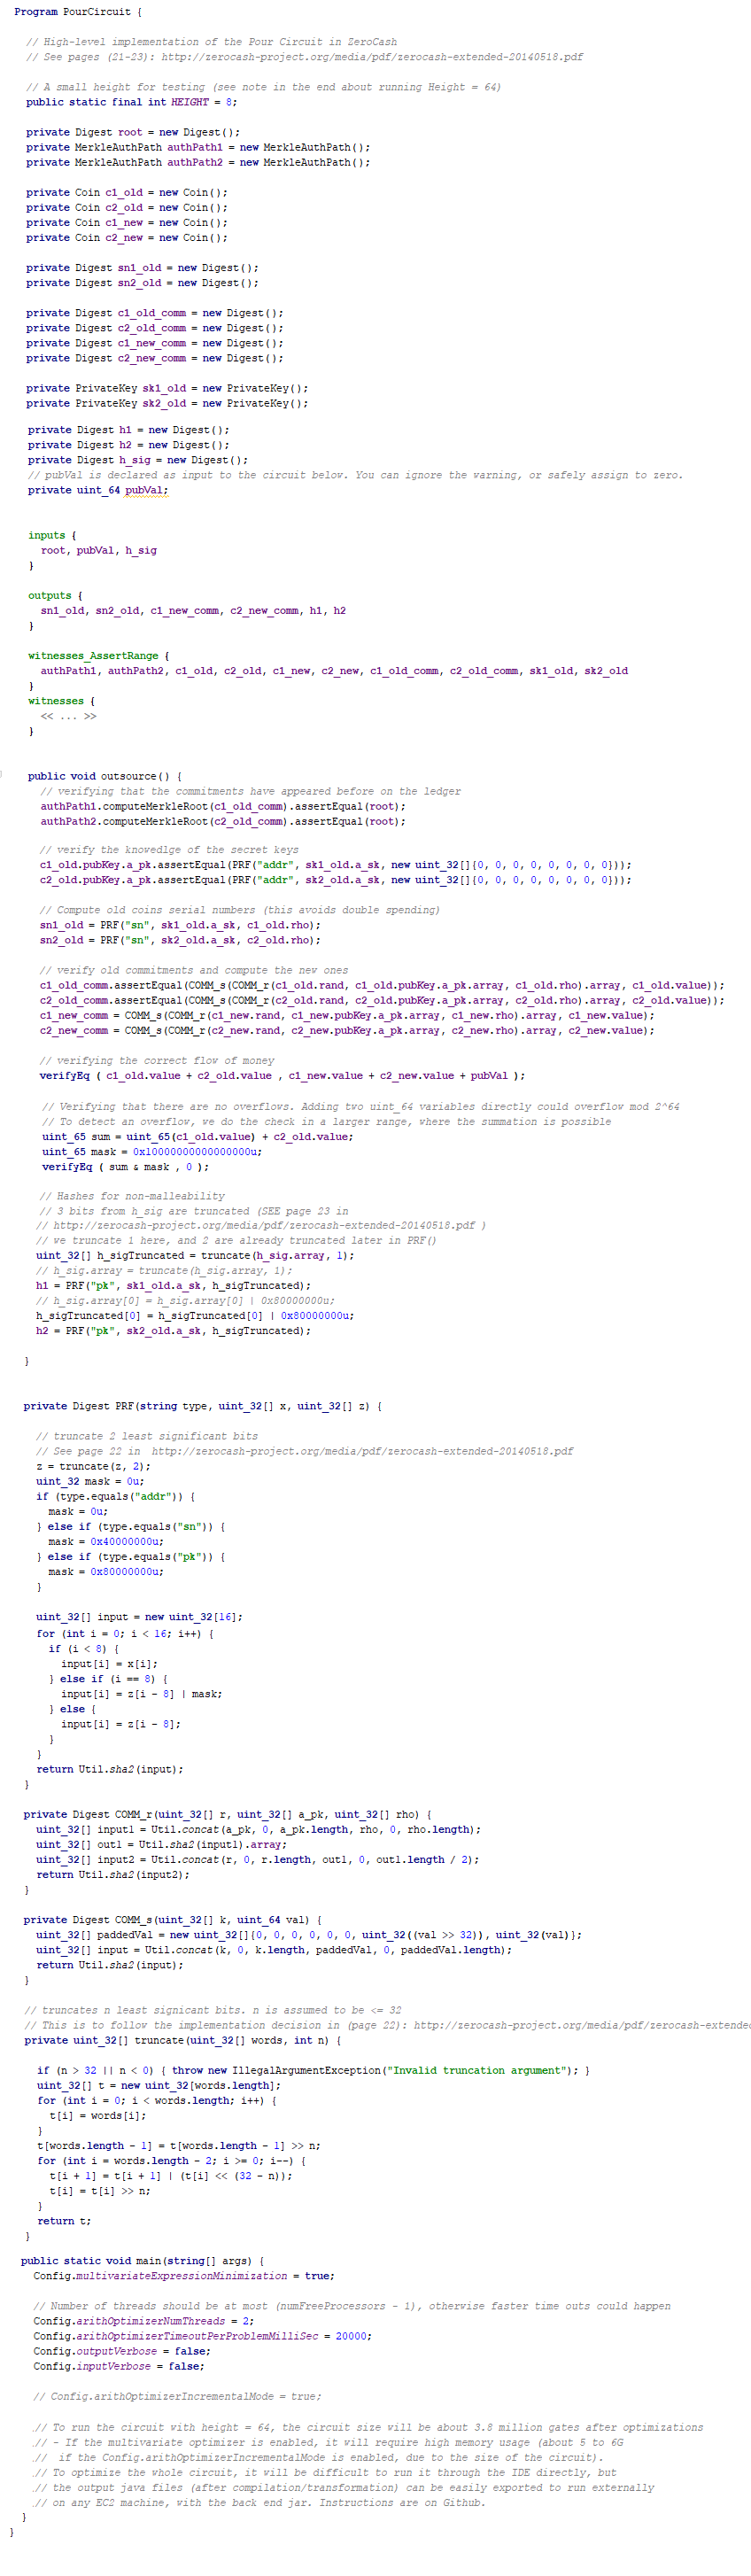 Program PourCircuit {
// High-level implementation of the Pour Circuit in ZeroCash
// See pages (21-23): http://zerocash-project.org/media/pdf/zerocash-extended-20140518.pdf
// A small height for testing (see note in the end about running Height = 64)
public static final int HEIGHT = 8;
private Digest root = new Digest();
private MerkleAuthPath authPath1 = new MerkleAuthPath();
private MerkleAuthPath authPath2 = new MerkleAuthPath();
private Coin c1_old = new Coin();
private Coin c2_old = new Coin();
private Coin c1_new = new Coin();
private Coin c2_new = new Coin();
private Digest sn1_old = new Digest();
private Digest sn2_old = new Digest();
private Digest c1_old_comm = new Digest();
private Digest c2_old_comm = new Digest();
private Digest c1_new_comm = new Digest();
private Digest c2_new_comm = new Digest();
private PrivateKey sk1_old = new PrivateKey();
private PrivateKey sk2_old = new PrivateKey();
private Digest h1 = new Digest();
private Digest h2 = new Digest();
private Digest h_sig = new Digest();
// pubVal is declared as input to the circuit below. You can ignore the warning, or safely assign to zero.
private uint_64 pubVal;
inputs {
root, pubVal, h_sig
}
outputs {
sn1_old, sn2_old, c1_new_comm, c2_new_comm, h1, h2
}
witnesses_AssertRange {
authPath1, authPath2, c1_old, c2_old, c1_new, c2_new, c1_old_comm, c2_old_comm, sk1_old, sk2_old
}
witnesses {
<< ... >>
}
public void outsource() {
// verifying that the commitments have appeared before on the ledger
authPath1.computeMerkleRoot(c1_old_comm).assertEqual(root);
authPath2.computeMerkleRoot(c2_old_comm).assertEqual(root);
// verify the knowedlge of the secret keys
c1_old.pubKey.a_pk.assertEqual(PRF("addr", sk1_old.a_sk, new uint_32[]{0, 0, 0, 0, 0, 0, 0, 0}));
c2_old.pubKey.a_pk.assertEqual(PRF("addr", sk2_old.a_sk, new uint_32[]{0, 0, 0, 0, 0, 0, 0, 0}));
// Compute old coins serial numbers (this avoids double spending)
sn1_old = PRF("sn", sk1_old.a_sk, c1_old.rho);
sn2_old = PRF("sn", sk2_old.a_sk, c2_old.rho);
// verify old commitments and compute the new ones
c1_old_comm.assertEqual(COMM_s(COMM_r(c1_old.rand, c1_old.pubKey.a_pk.array, c1_old.rho).array, c1_old.value));
c2_old_comm.assertEqual(COMM_s(COMM_r(c2_old.rand, c2_old.pubKey.a_pk.array, c2_old.rho).array, c2_old.value));
c1_new_comm = COMM_s(COMM_r(c1_new.rand, c1_new.pubKey.a_pk.array, c1_new.rho).array, c1_new.value);
c2_new_comm = COMM_s(COMM_r(c2_new.rand, c2_new.pubKey.a_pk.array, c2_new.rho).array, c2_new.value);
// verifying the correct flow of money
verifyEq ( c1_old.value + c2_old.value , c1_new.value + c2_new.value + pubVal );
// Verifying that there are no overflows. Adding two uint_64 variables directly could overflow mod 2^64
// To detect an overflow, we do the check in a larger range, where the summation is possible
uint_65 sum = uint_65(c1_old.value) + c2_old.value;
uint_65 mask = 0x10000000000000000u;
verifyEq ( sum & mask , 0 );
// Hashes for non-malleability
// 3 bits from h_sig are truncated (SEE page 23 in
// http://zerocash-project.org/media/pdf/zerocash-extended-20140518.pdf )
// we truncate 1 here, and 2 are already truncated later in PRF()
uint_32[] h_sigTruncated = truncate(h_sig.array, 1);
// h_sig.array = truncate(h_sig.array, 1);
h1 = PRF("pk", sk1_old.a_sk, h_sigTruncated);
// h_sig.array[0] = h_sig.array[0] | 0x80000000u;
h_sigTruncated[0] = h_sigTruncated[0] | 0x80000000u;
h2 = PRF("pk", sk2_old.a_sk, h_sigTruncated);
}
private Digest PRF(string type, uint_32[] x, uint_32[] z) {
// truncate 2 least significant bits
// See page 22 in  http://zerocash-project.org/media/pdf/zerocash-extended-20140518.pdf
z = truncate(z, 2);
uint_32 mask = 0u;
if (type.equals("addr")) {
mask = 0u;
} else if (type.equals("sn")) {
mask = 0x40000000u;
} else if (type.equals("pk")) {
mask = 0x80000000u;
}
uint_32[] input = new uint_32[16];
for (int i = 0; i < 16; i++) {
if (i < 8) {
input[i] = x[i];
} else if (i == 8) {
input[i] = z[i - 8] | mask;
} else {
input[i] = z[i - 8];
}
}
return Util.sha2(input);
}
private Digest COMM_r(uint_32[] r, uint_32[] a_pk, uint_32[] rho) {
uint_32[] input1 = Util.concat(a_pk, 0, a_pk.length, rho, 0, rho.length);
uint_32[] out1 = Util.sha2(input1).array;
uint_32[] input2 = Util.concat(r, 0, r.length, out1, 0, out1.length / 2);
return Util.sha2(input2);
}
private Digest COMM_s(uint_32[] k, uint_64 val) {
uint_32[] paddedVal = new uint_32[]{0, 0, 0, 0, 0, 0, uint_32((val >> 32)), uint_32(val)};
uint_32[] input = Util.concat(k, 0, k.length, paddedVal, 0, paddedVal.length);
return Util.sha2(input);
}
// truncates n least signicant bits. n is assumed to be <= 32
// This is to follow the implementation decision in (page 22): http://zerocash-project.org/media/pdf/zerocash-extende
private uint_32[] truncate(uint_32[] words, int n) {
if (n > 32 || n < 0) { throw new IllegalArgumentException("Invalid truncation argument"); }
uint_32[] t = new uint_32[words.length];
for (int i = 0; i < words.length; i++) {
t[i] = words[i];
}
t[words.length - 1] = t[words.length - 1] >> n;
for (int i = words.length - 2; i >= 0; i--) {
t[i + 1] = t[i + 1] | (t[i] << (32 - n));
t[i] = t[i] >> n;
}
return t;
}
public static void main(string[] args) {
Config.multivariateExpressionMinimization = true;
// Number of threads should be at most (numFreeProcessors - 1), otherwise faster time outs could happen
Config.arithOptimizerNumThreads = 2;
Config.arithOptimizerTimeoutPerProblemMilliSec = 20000;
Config.outputVerbose = false;
Config.inputVerbose = false;
// Config.arithOptimizerIncrementalMode = true;
// To run the circuit with height = 64, the circuit size will be about 3.8 million gates after optimizations
// - If the multivariate optimizer is enabled, it will require high memory usage (about 5 to 6G
//  if the Config.arithOptimizerIncrementalMode is enabled, due to the size of the circuit).
// To optimize the whole circuit, it will be difficult to run it through the IDE directly, but
// the output java files (after compilation/transformation) can be easily exported to run externally
// on any EC2 machine, with the back end jar. Instructions are on Github.
}
}